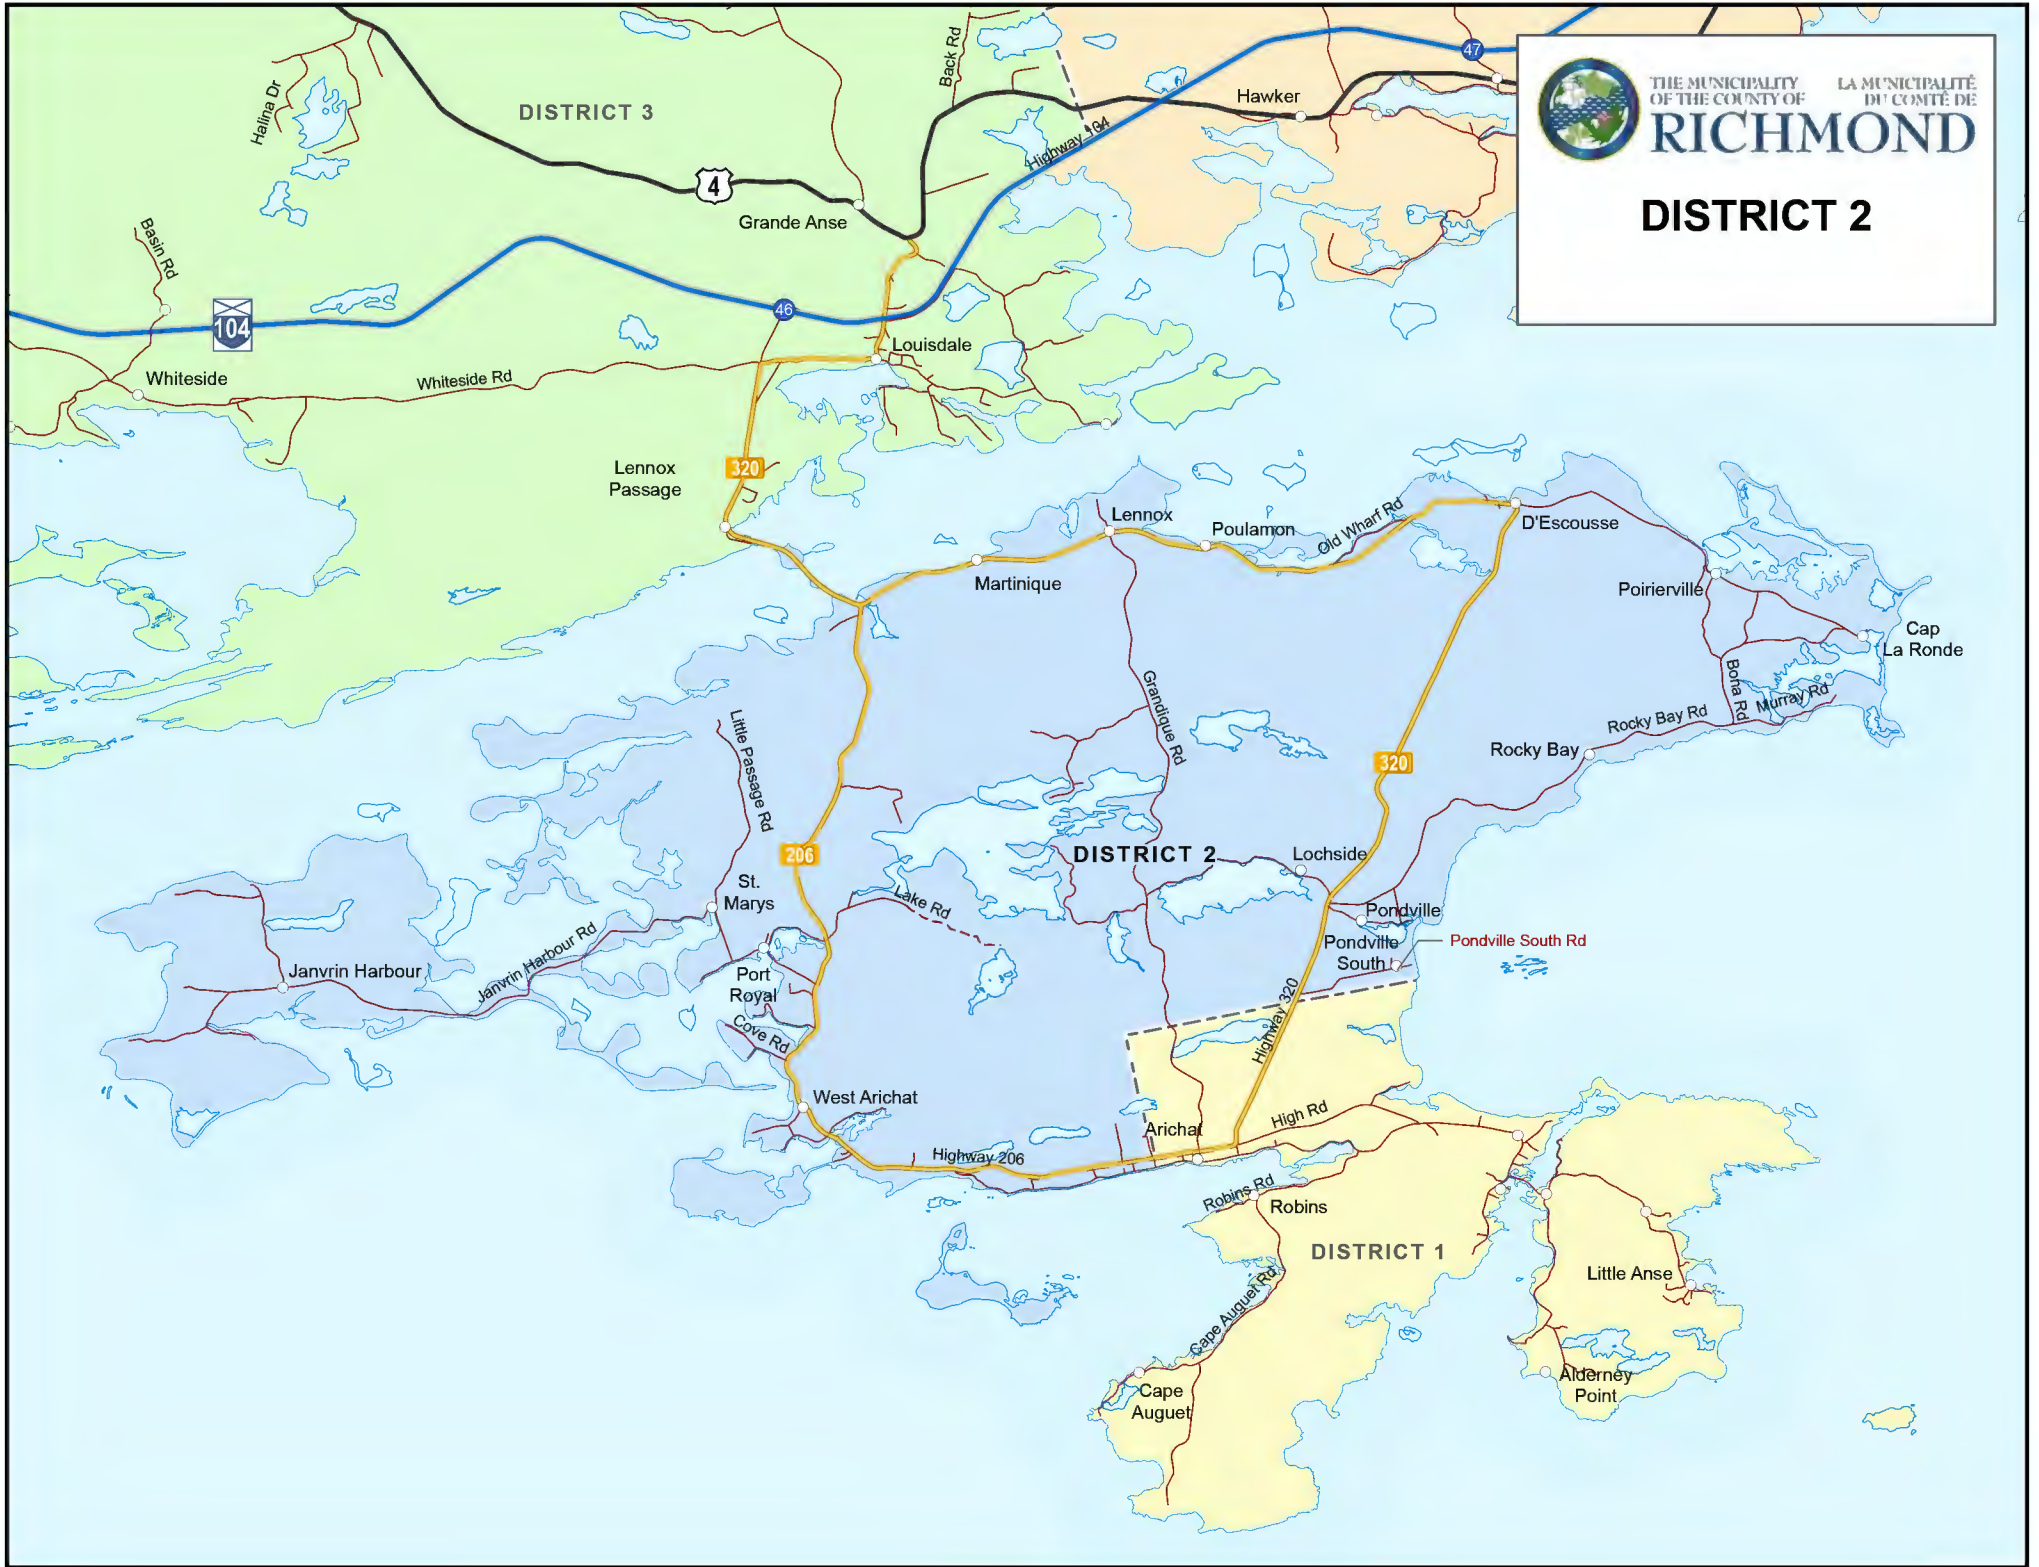 THE MUNICIPALITY
OF THE COUNTY OF
LA MUNICIPALITÉ
DU COMTÉ DE
RICHMOND
DISTRICT 2
Back Rd
47
Hawker
Halina Dr
DISTRICT 3
Highway 104
4
Grande Anse
Basin Rd
46
104
Louisdale
Whiteside
Whiteside Rd
Lennox
Passage
320
Lennox
Poulamon
Old Wharf Rd
D'Escousse
Martinique
Poirierville
Cap
La Ronde
Grandique Rd
Bona Rd
Murray Rd
Rocky Bay Rd
Rocky Bay
Little Passage Rd
320
206
DISTRICT 2
Lochside
St.
Marys
Lake Rd
Pondville
Pondville
South
Pondville South Rd
Janvrin Harbour Rd
Janvrin Harbour
Port
Royal
Cove Rd
Highway 320
West Arichat
Arichat
High Rd
Highway 206
Robins Rd
Robins
DISTRICT 1
Little Anse
Cape Auguet Rd
Cape
Auguet
Alderney
Point